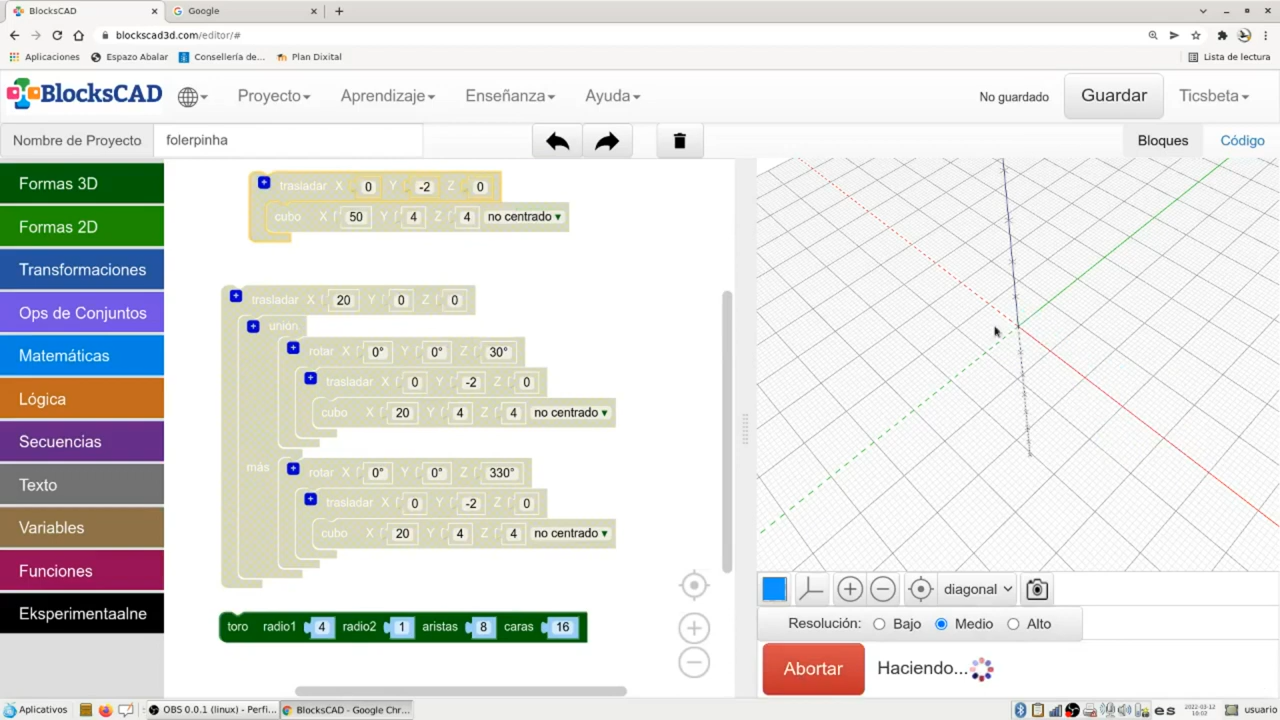 BlocksCAD
Google
blockscad3d.com/editor/#
Aplicaciones
Espazo Abalar
Consellería de...
Plan Dixital
Lista de lectura
BlocksCAD
Proyecto
Aprendizaje
Enseñanza
Ayuda
No guardado
Guardar
Ticsbeta
Nombre de Proyecto
folerpinha
Bloques
Código
Formas 3D
Formas 2D
Transformaciones
Ops de Conjuntos
Matemáticas
Lógica
Secuencias
Texto
Variables
Funciones
Eksperimentaalne
trasladar X 0 Y -2 Z 0
cubo X 50 Y 4 Z 4 no centrado
trasladar X 20 Y 0 Z 0
unión
rotar X 0° Y 0° Z 30°
trasladar X 0 Y -2 Z 0
cubo X 20 Y 4 Z 4 no centrado
más
rotar X 0° Y 0° Z 330°
trasladar X 0 Y -2 Z 0
cubo X 20 Y 4 Z 4 no centrado
toro radio1 4 radio2 1 aristas 8 caras 16
diagonal
Resolución: Bajo Medio Alto
Abortar
Haciendo...
Aplicativos
OBS 0.0.1 (linux) - Perfi...
BlocksCAD - Google Chr...
es
2022-03-12
usuario